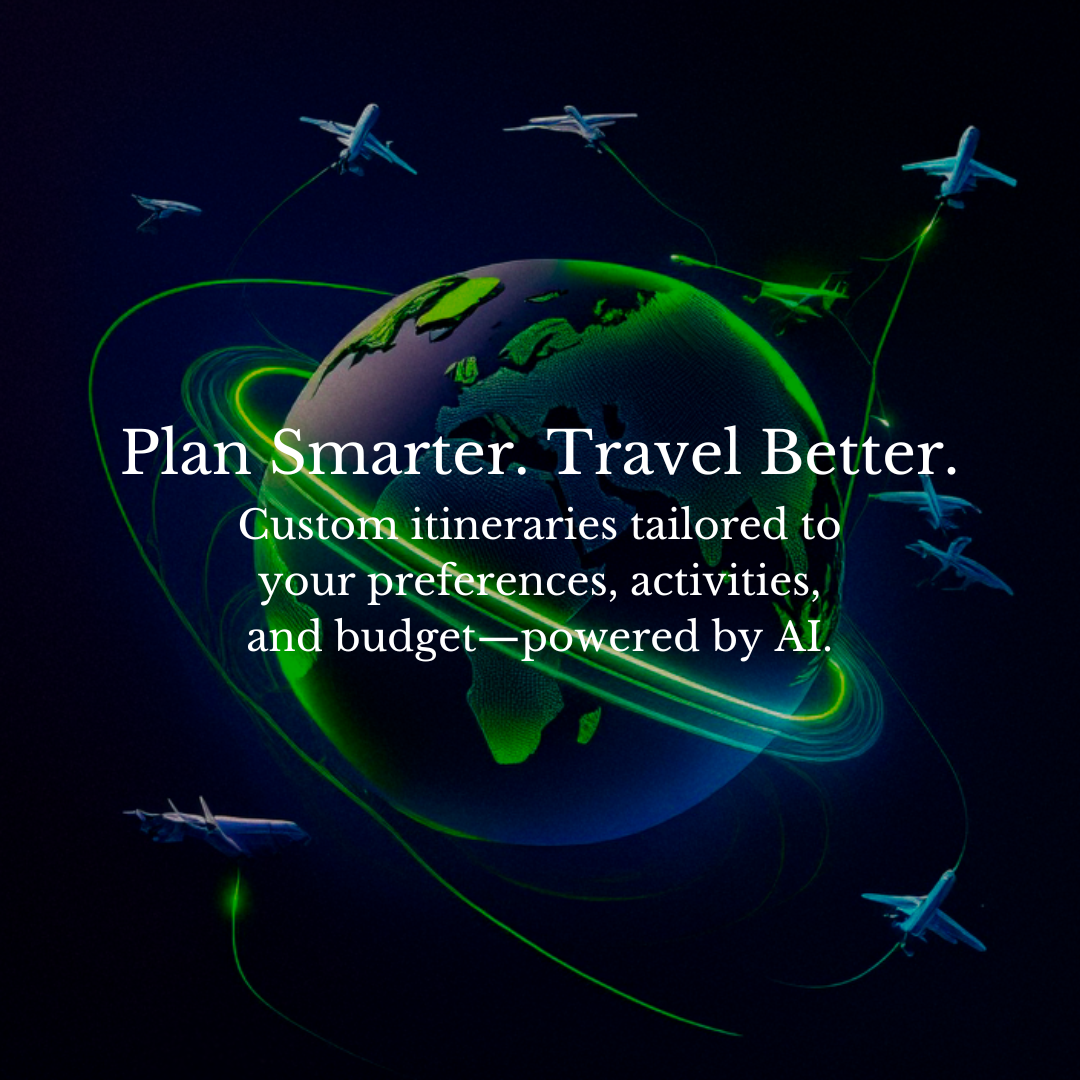 Plan Smarter. Travel Better.
Custom itineraries tailored to
your preferences, activities,
and budget—powered by AI.